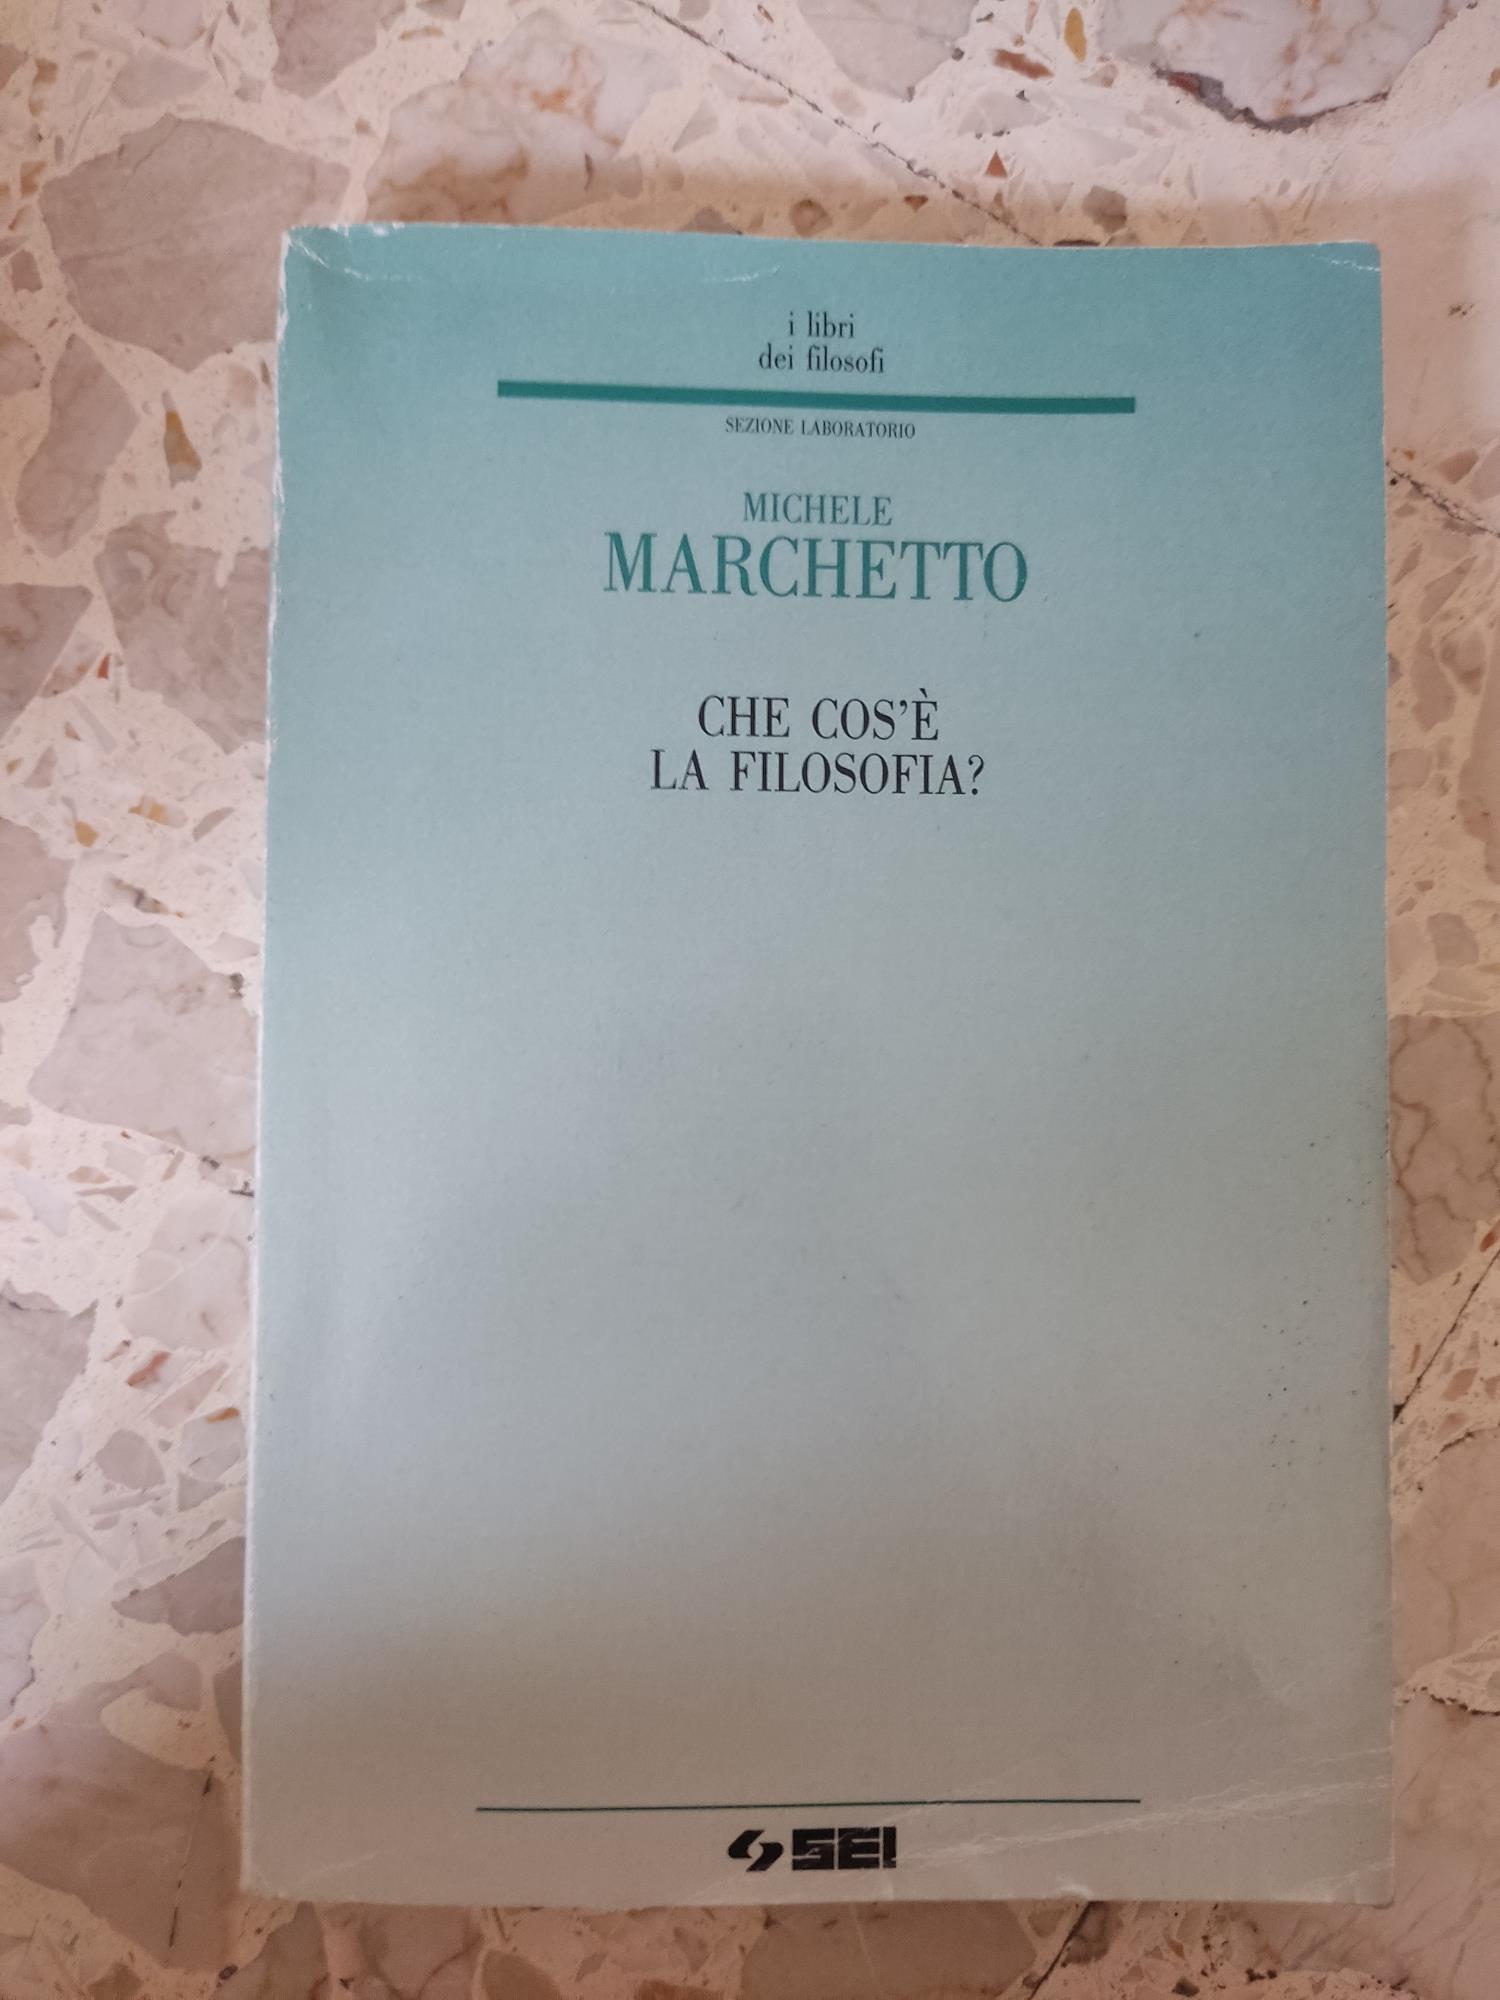 i libri
dei filosofi
SEZIONE LABORATORIO
MICHELE
MARCHETTO
CHE COS'È
LA FILOSOFIA?
SEI